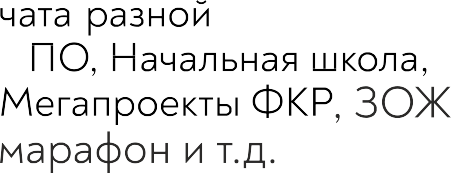 чата разной
ПО, Начальная школа,
Мегапроекты ФКР, ЗОЖ
марафон и т.д.